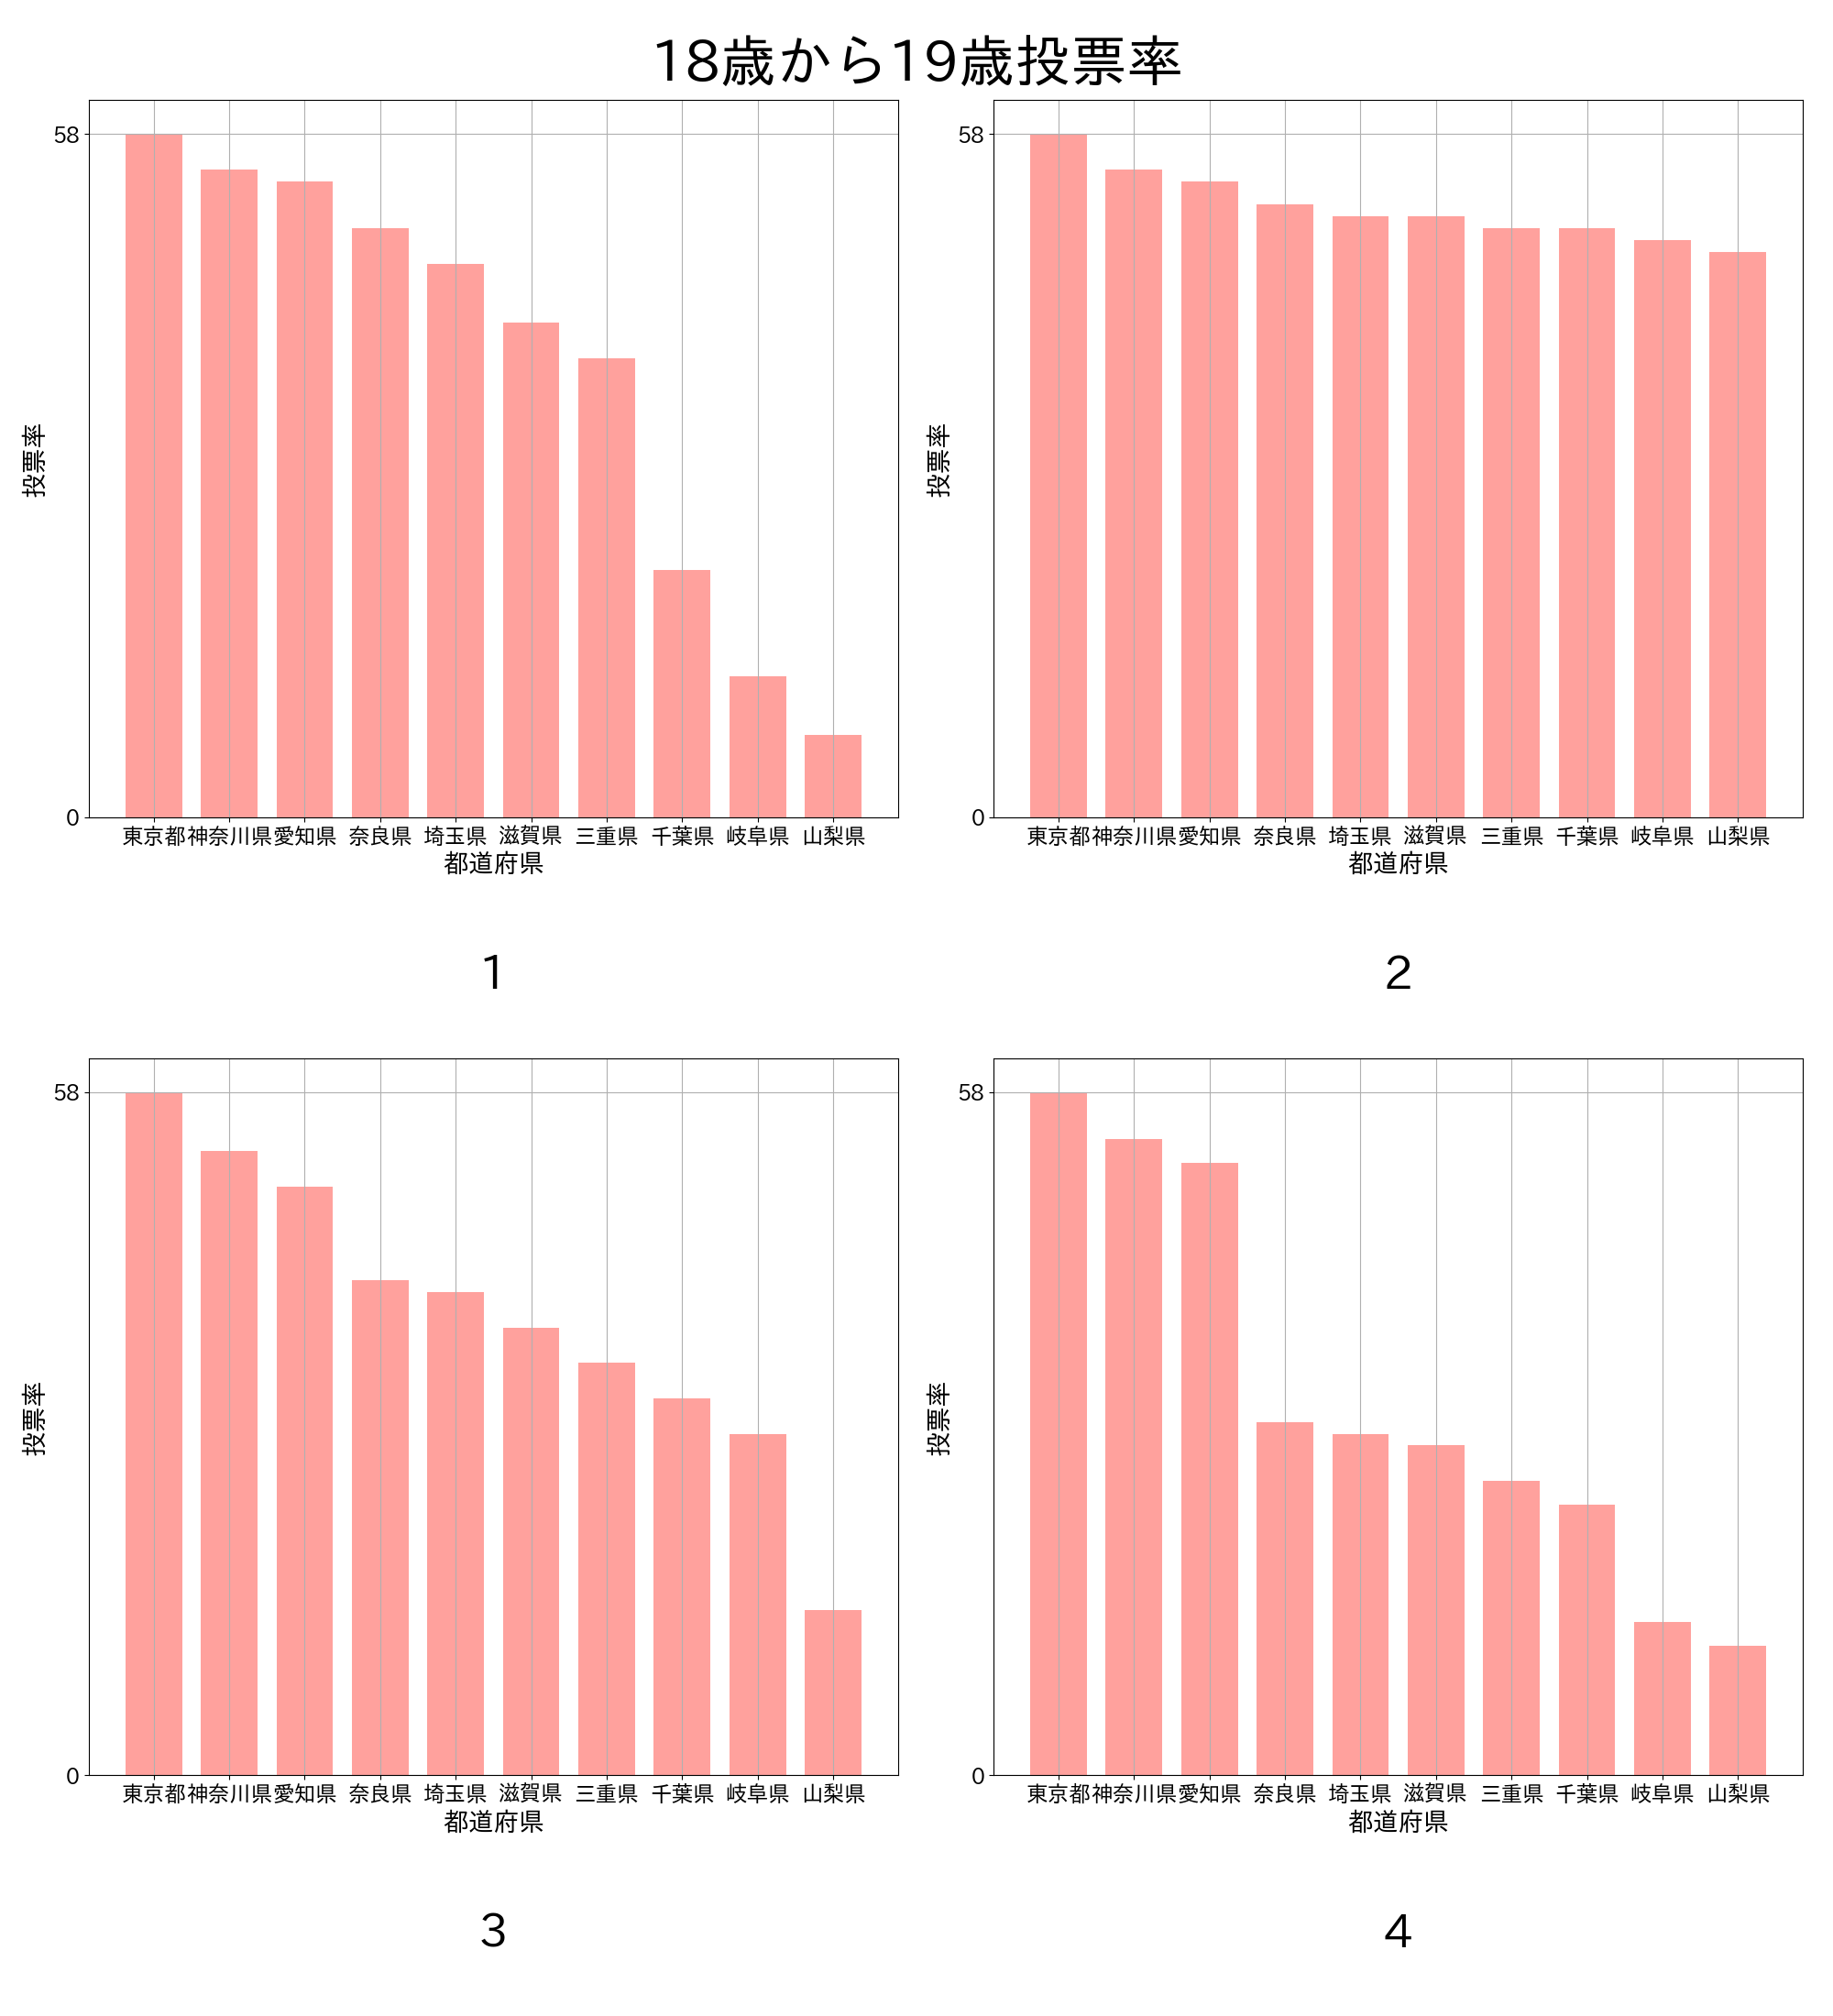 18歳から19歳投票率
58
0
投票率
東京都 神奈川県 愛知県 奈良県 埼玉県 滋賀県 三重県 千葉県 岐阜県 山梨県
都道府県
1
58
0
投票率
東京都 神奈川県 愛知県 奈良県 埼玉県 滋賀県 三重県 千葉県 岐阜県 山梨県
都道府県
2
58
0
投票率
東京都 神奈川県 愛知県 奈良県 埼玉県 滋賀県 三重県 千葉県 岐阜県 山梨県
都道府県
3
58
0
投票率
東京都 神奈川県 愛知県 奈良県 埼玉県 滋賀県 三重県 千葉県 岐阜県 山梨県
都道府県
4